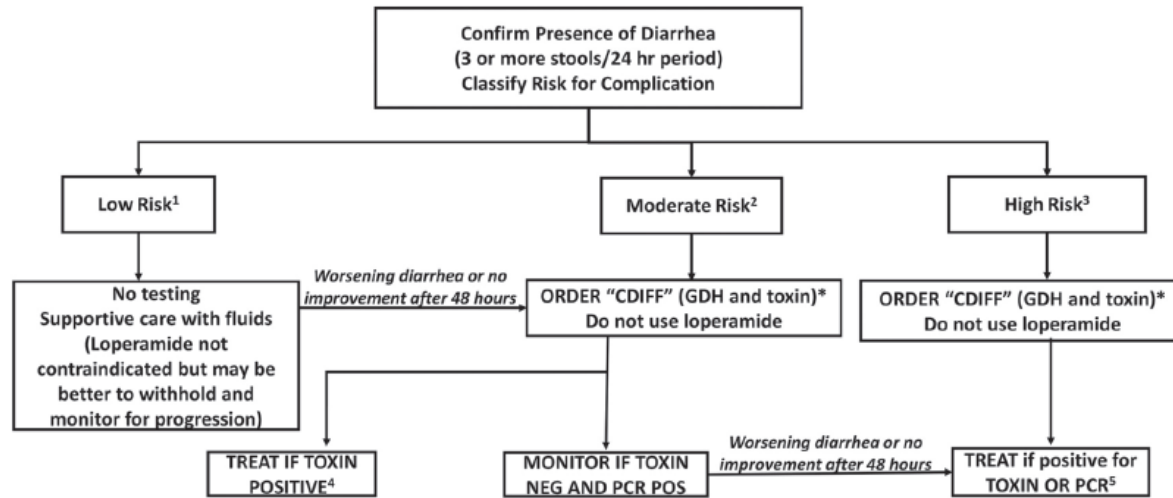 Confirm Presence of Diarrhea
(3 or more stools/24 hr period)
Classify Risk for Complication
Low Risk¹
Moderate Risk²
High Risk³
No testing
Supportive care with fluids
(Loperamide not
contraindicated but may be
better to withhold and
monitor for progression)
Worsening diarrhea or no
improvement after 48 hours
ORDER “CDIFF” (GDH and toxin)*
Do not use loperamide
ORDER “CDIFF” (GDH and toxin)*
Do not use loperamide
TREAT IF TOXIN
POSITIVE⁴
MONITOR IF TOXIN
NEG AND PCR POS
Worsening diarrhea or no
improvement after 48 hours
TREAT if positive for
TOXIN OR PCR⁵